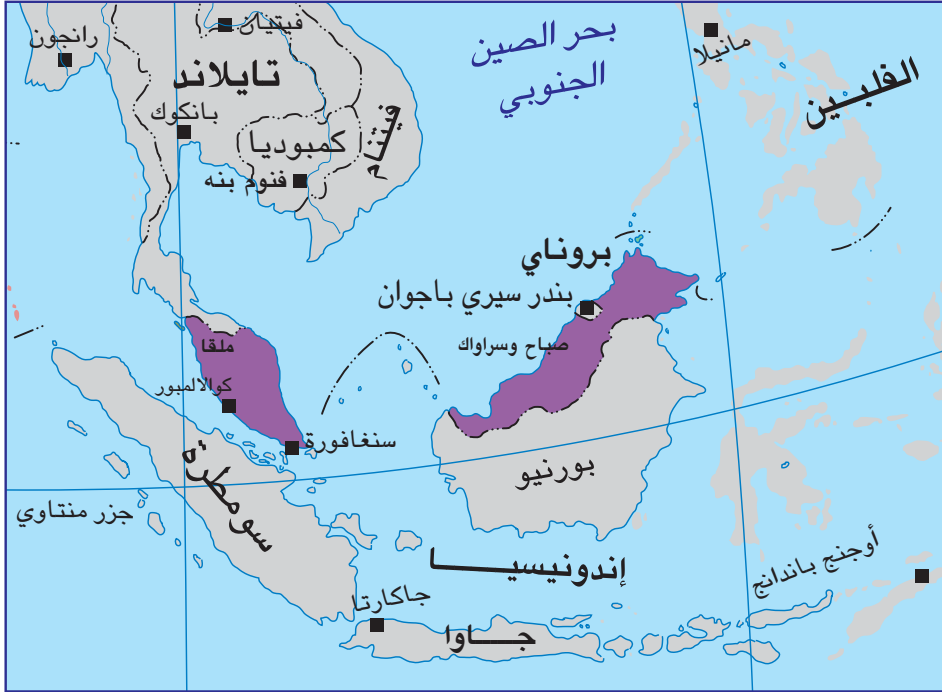 بحر الصين
الجنوبي
مانيلا
الفلبين
فيتيان
رانجون
تايلاند
بانكوك
فيتنام
كمبوديا
فنوم بنه
بروناي
بندر سيري باجوان
صباح وسراواك
ملقا
كوالالمبور
سنغافورة
بورنيو
سومطرة
جزر منتاوي
إندونيسيا
أوجنج باندانج
جاكارتا
جاوا